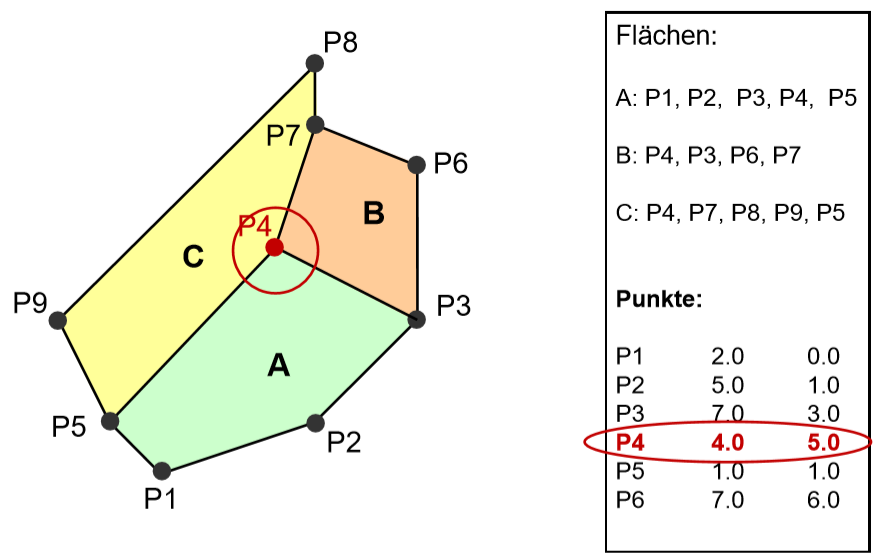 P8
P7
P6
P4
B
C
P9
P3
A
P5
P2
P1
Flächen:
A: P1, P2, P3, P4, P5
B: P4, P3, P6, P7
C: P4, P7, P8, P9, P5
Punkte:
P1 2.0 0.0
P2 5.0 1.0
P3 7.0 3.0
P4 4.0 5.0
P5 1.0 1.0
P6 7.0 6.0